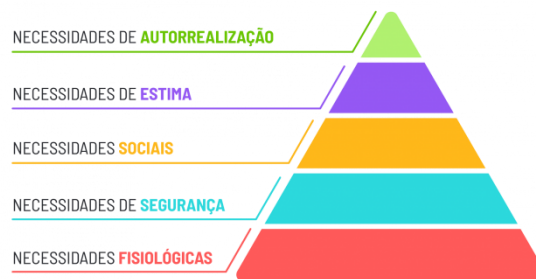 NECESSIDADES DE AUTORREALIZAÇÃO
NECESSIDADES DE ESTIMA
NECESSIDADES SOCIAIS
NECESSIDADES DE SEGURANÇA
NECESSIDADES FISIOLÓGICAS